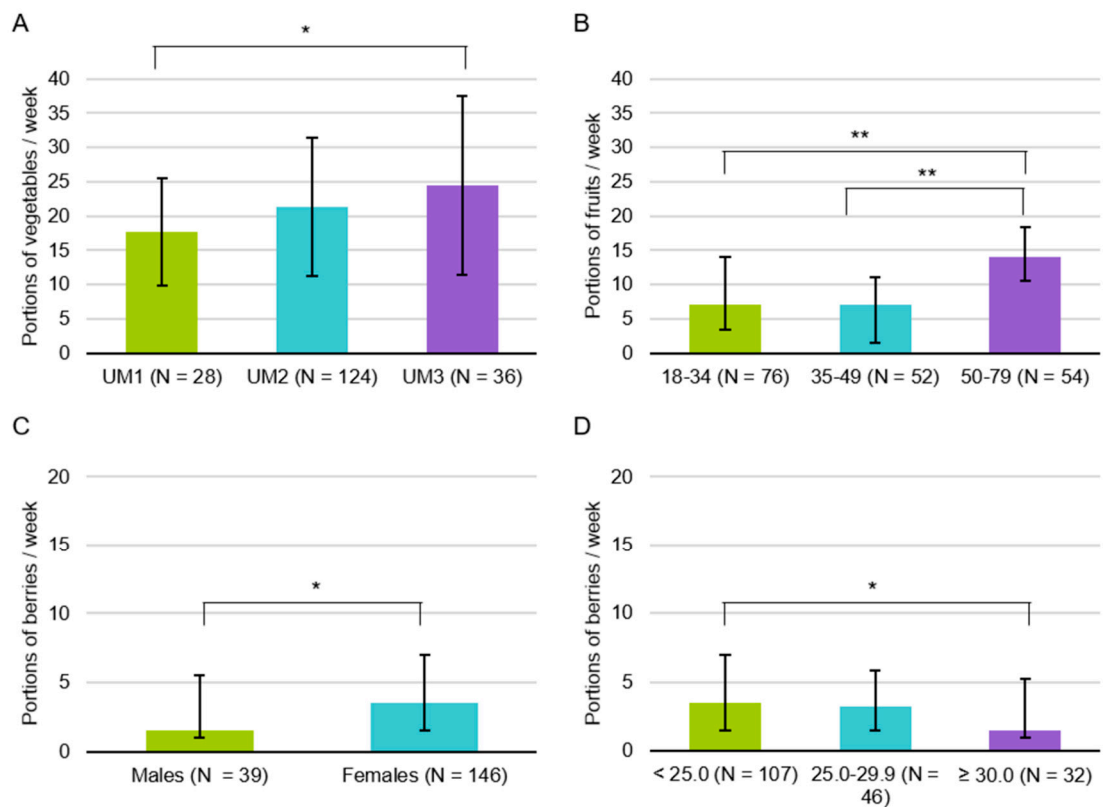 A
*
40
35
30
25
20
15
10
5
0
Portions of vegetables / week
UM1 (N = 28) UM2 (N = 124) UM3 (N = 36)
B
40
35
30
25
20
15
10
5
0
**
**
Portions of fruits / week
18-34 (N = 76) 35-49 (N = 52) 50-79 (N = 54)
C
20
15
10
5
0
*
Portions of berries / week
Males (N = 39) Females (N = 146)
D
20
15
10
5
0
*
Portions of berries / week
< 25.0 (N = 107) 25.0-29.9 (N = ≥ 30.0 (N = 32)
46)